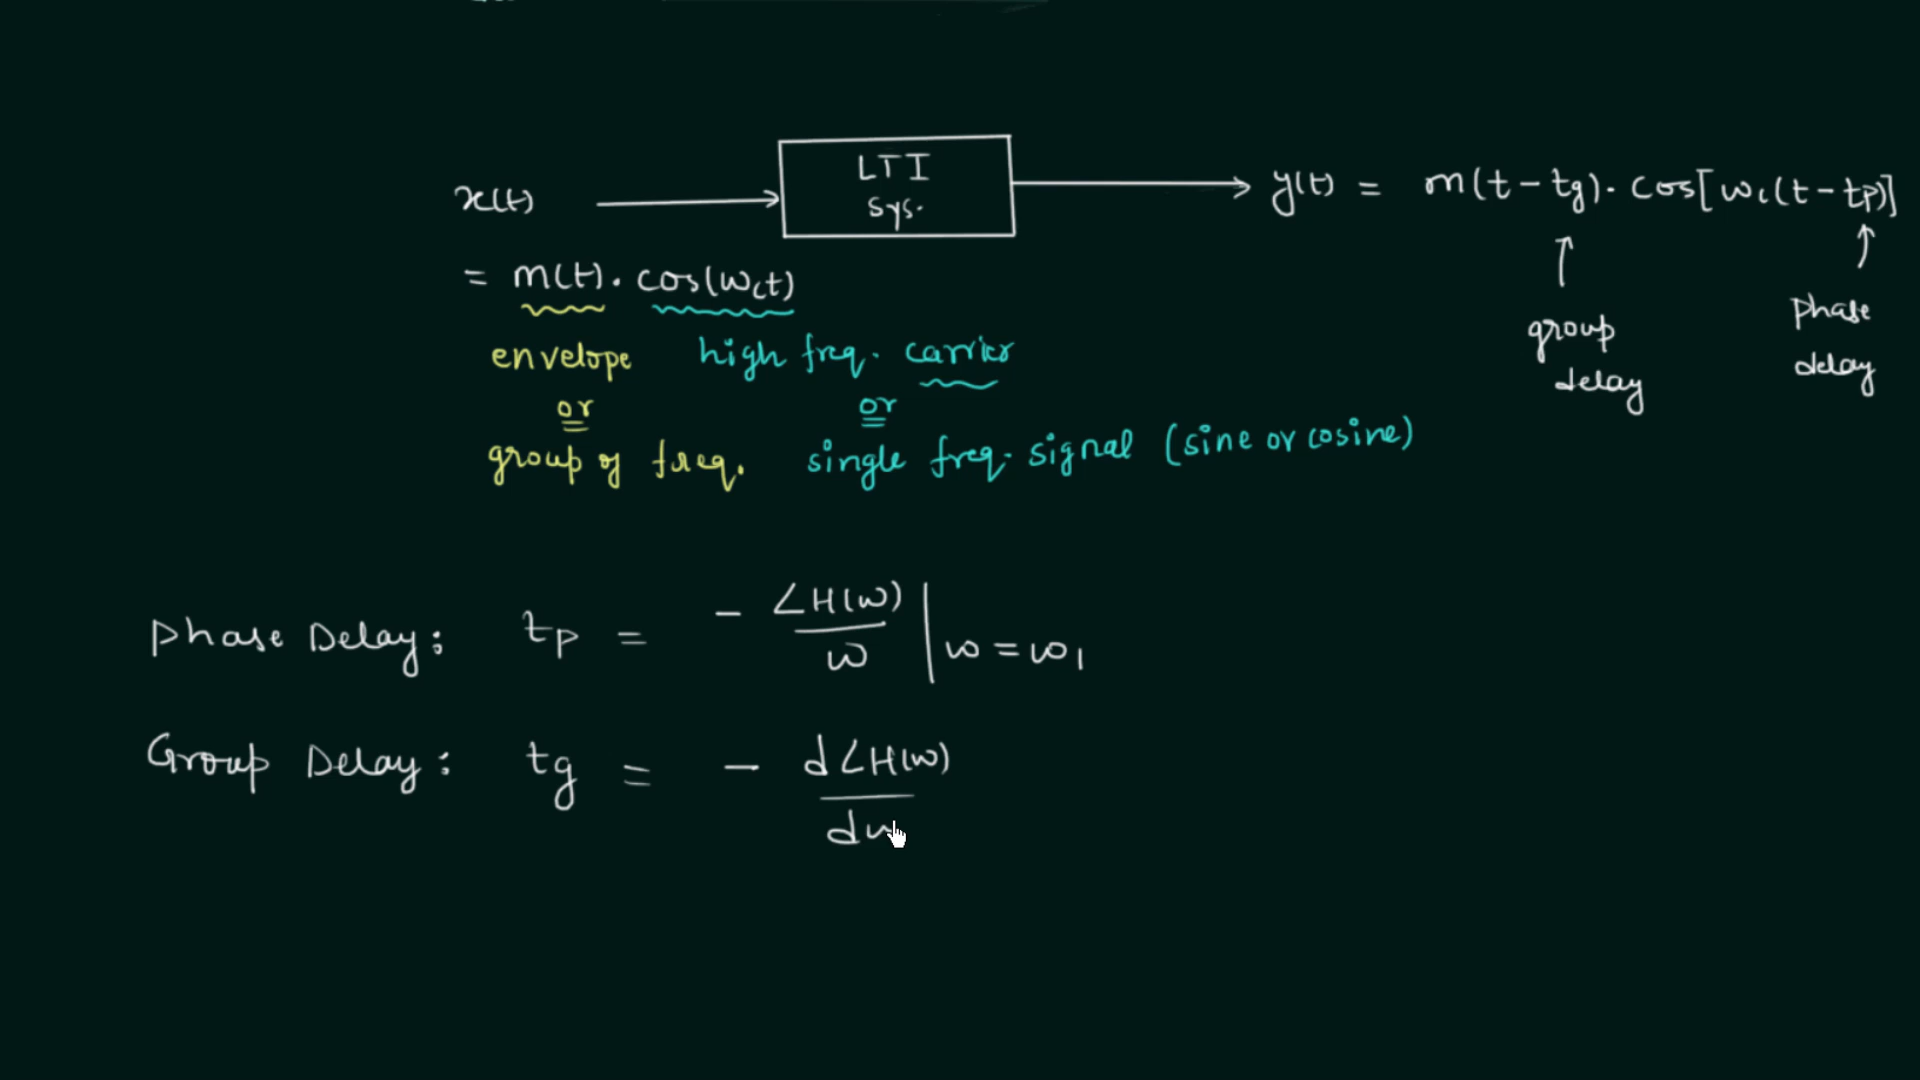 x(t) LTI Sys. y(t) = m(t-tg). cos[ωc(t-tp)]
= m(t). cos(ωct)
envelope high freq. carrier
or or
group of freq. single freq. signal (sine or cosine)
group delay
phase delay
Phase Delay: tp = - ∠H(ω) / ω | ω = ω1
Group Delay: tg = - d∠H(ω) / dω